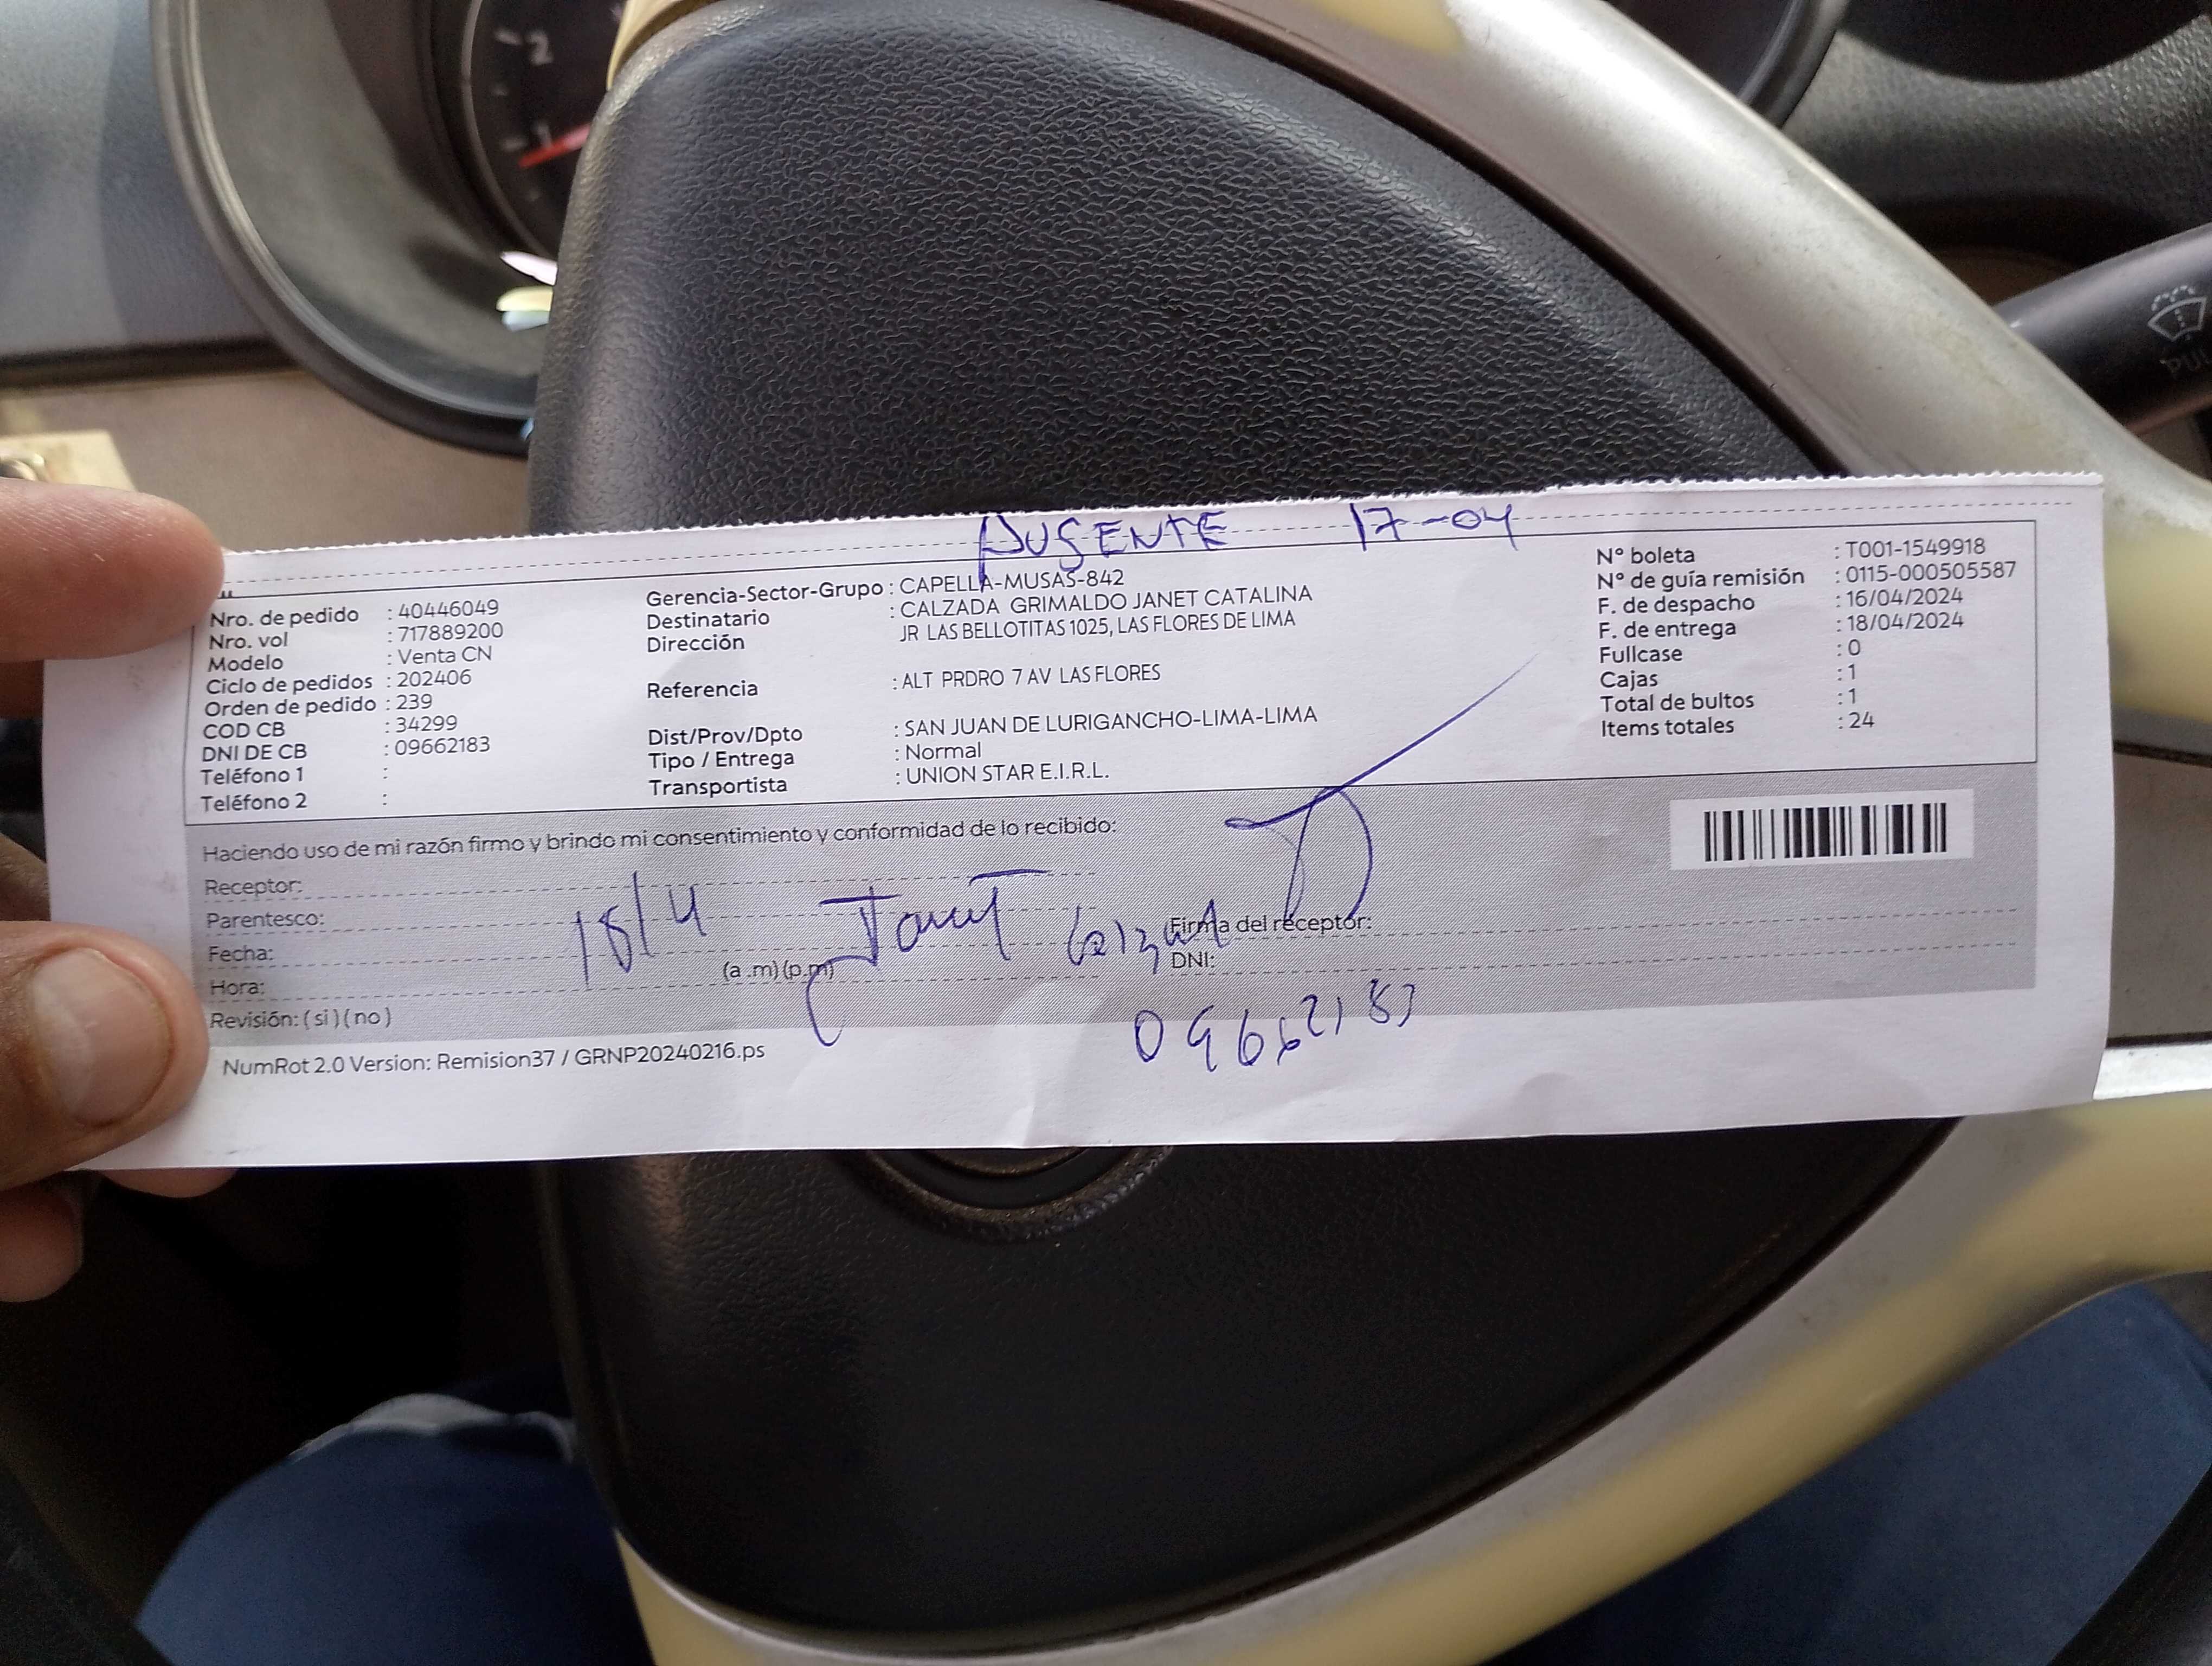 2
1
PUL
AUSENTE 17-04
Nro. de pedido : 40446049
Nro. vol : 717889200
Modelo : Venta CN
Ciclo de pedidos : 202406
Orden de pedido : 239
COD CB : 34299
DNI DE CB : 09662183
Teléfono 1 :
Teléfono 2 :
Gerencia-Sector-Grupo : CAPELLA-MUSAS-842
Destinatario : CALZADA GRIMALDO JANET CATALINA
Dirección JR LAS BELLOTITAS 1025, LAS FLORES DE LIMA
Referencia : ALT PRDRO 7 AV LAS FLORES
Dist/Prov/Dpto : SAN JUAN DE LURIGANCHO-LIMA-LIMA
Tipo / Entrega : Normal
Transportista : UNION STAR E.I.R.L.
N° boleta : T001-1549918
N° de guía remisión : 0115-000505587
F. de despacho : 16/04/2024
F. de entrega : 18/04/2024
Fullcase : 0
Cajas : 1
Total de bultos : 1
Items totales : 24
Haciendo uso de mi razón firmo y brindo mi consentimiento y conformidad de lo recibido:
Receptor:
Parentesco:
Fecha: 18/4 Janet Calzad
Hora: (a .m) (p.m)
Revisión: ( si ) ( no )
Firma del receptor:
DNI:
09662183
NumRot 2.0 Version: Remision37 / GRNP20240216.ps